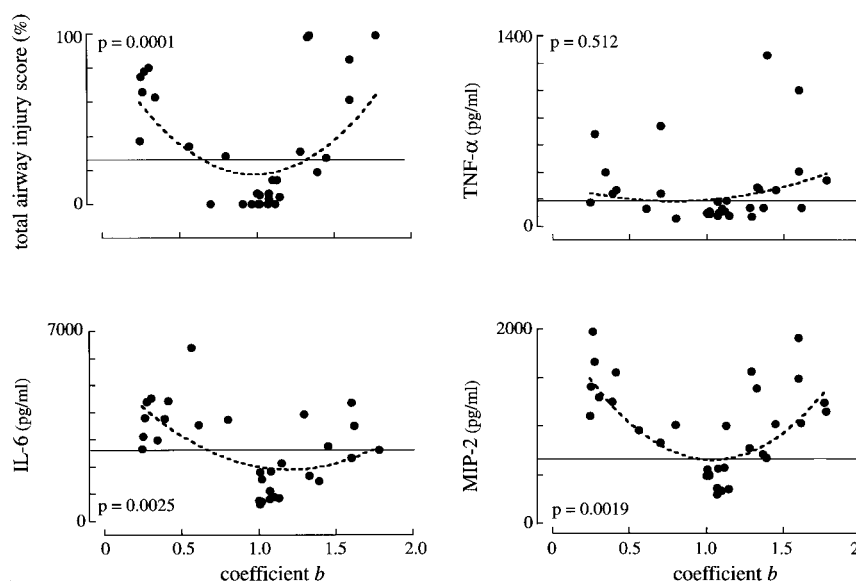 total airway injury score (%)
100
0
p = 0.0001
TNF-α (pg/ml)
1400
0
p = 0.512
IL-6 (pg/ml)
7000
0
p = 0.0025
0 0.5 1.0 1.5 2.0
coefficient b
MIP-2 (pg/ml)
2000
0
p = 0.0019
0 0.5 1.0 1.5 2.0
coefficient b